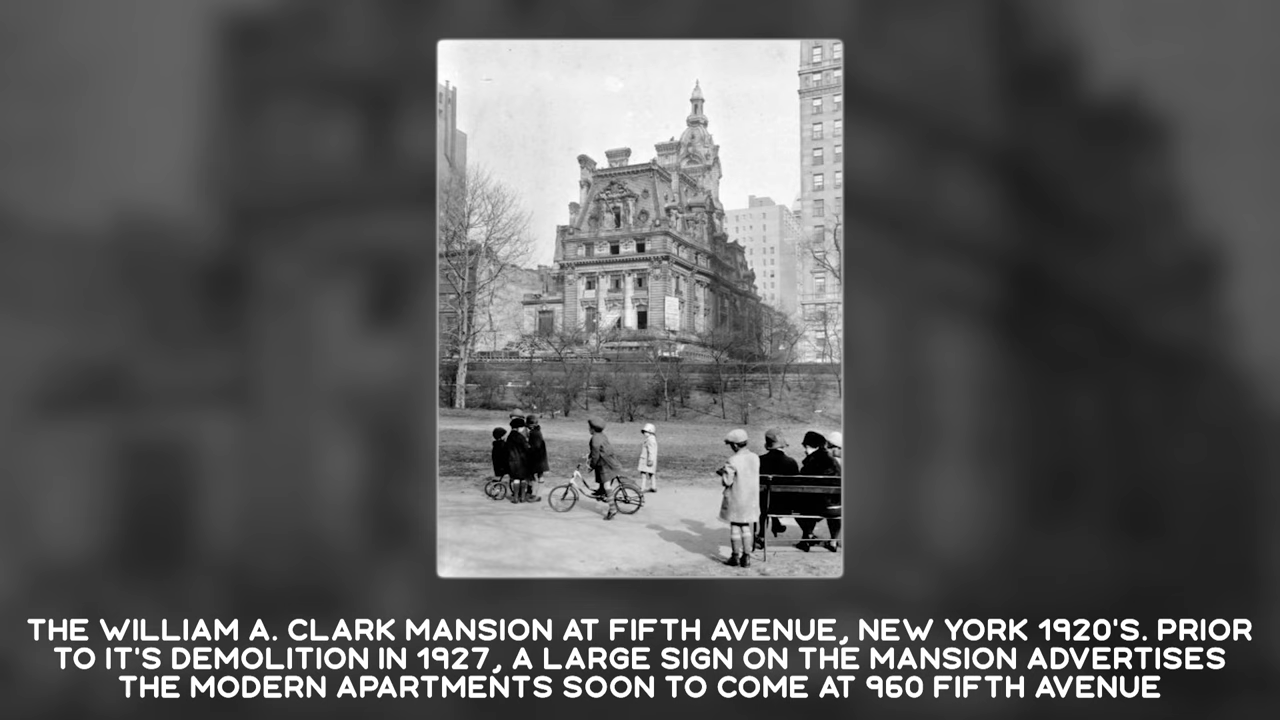 THE WILLIAM A. CLARK MANSION AT FIFTH AVENUE, NEW YORK 1920'S. PRIOR
TO IT'S DEMOLITION IN 1927, A LARGE SIGN ON THE MANSION ADVERTISES
THE MODERN APARTMENTS SOON TO COME AT 960 FIFTH AVENUE